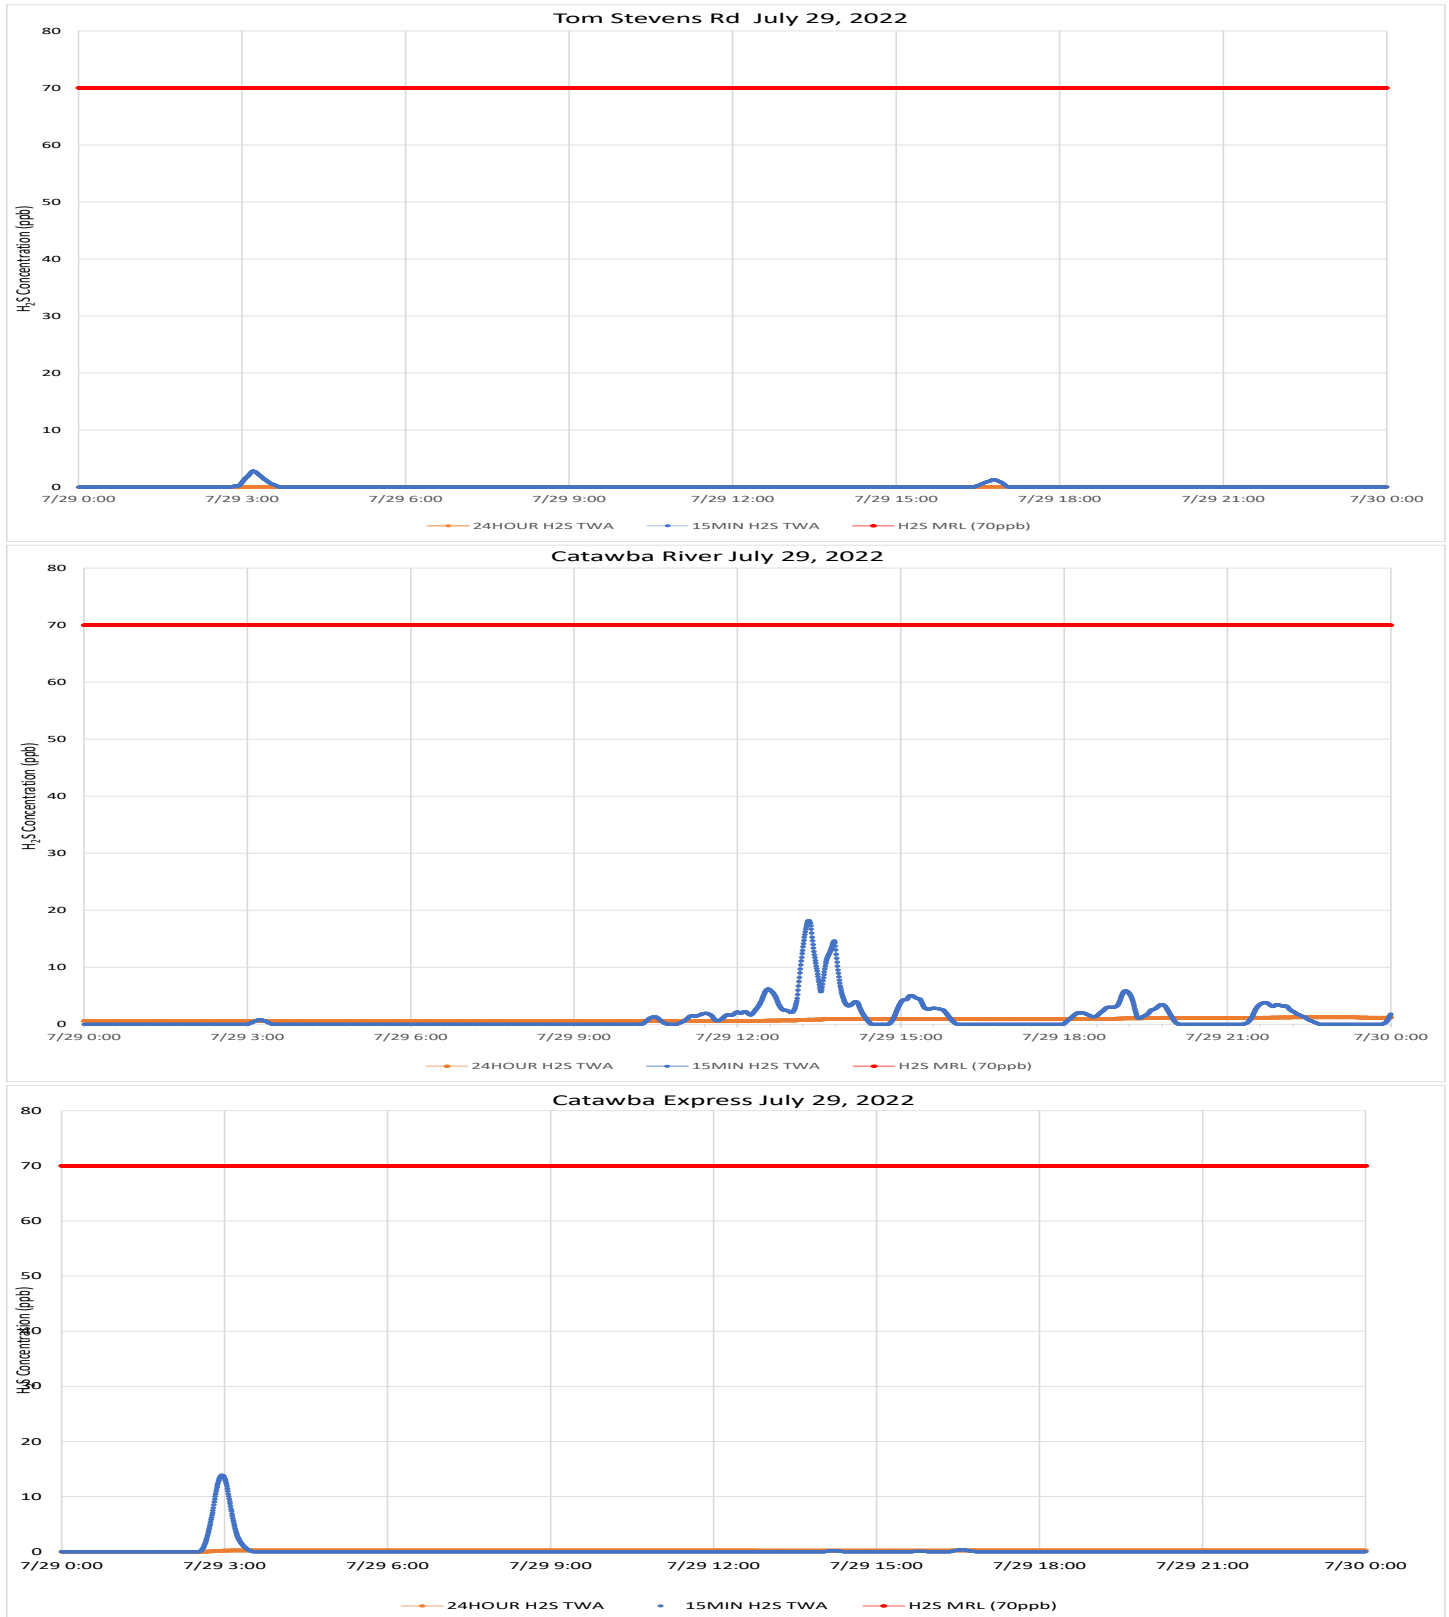 Tom Stevens Rd  July 29, 2022
80
70
60
50
40
30
20
10
0
H₂S Concentration (ppb)
7/29 0:00 7/29 3:00 7/29 6:00 7/29 9:00 7/29 12:00 7/29 15:00 7/29 18:00 7/29 21:00 7/30 0:00
24HOUR H2S TWA 15MIN H2S TWA H2S MRL (70ppb)
Catawba River July 29, 2022
80
70
60
50
40
30
20
10
0
H₂S Concentration (ppb)
7/29 0:00 7/29 3:00 7/29 6:00 7/29 9:00 7/29 12:00 7/29 15:00 7/29 18:00 7/29 21:00 7/30 0:00
24HOUR H2S TWA 15MIN H2S TWA H2S MRL (70ppb)
Catawba Express July 29, 2022
80
70
60
50
40
30
20
10
0
H₂S Concentration (ppb)
7/29 0:00 7/29 3:00 7/29 6:00 7/29 9:00 7/29 12:00 7/29 15:00 7/29 18:00 7/29 21:00 7/30 0:00
24HOUR H2S TWA 15MIN H2S TWA H2S MRL (70ppb)